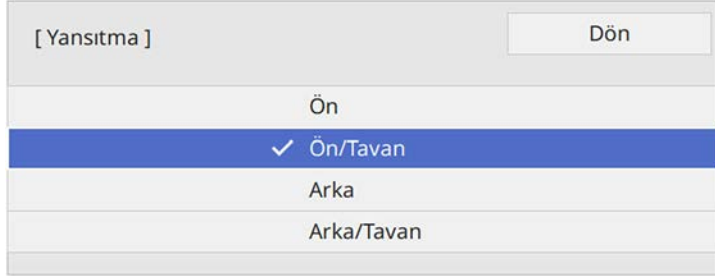 [ Yansıtma ]
Dön
Ön
Ön/Tavan
Arka
Arka/Tavan